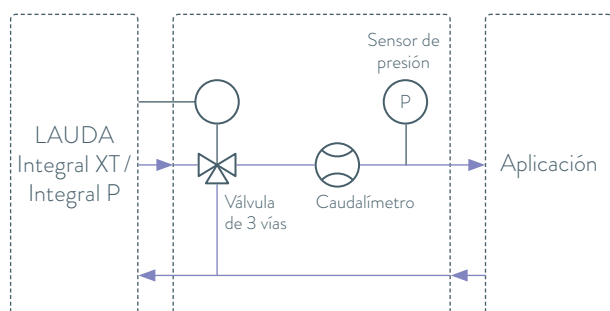 Sensor de
presión
P
LAUDA
Integral XT /
Integral P
Válvula
de 3 vías
Caudalímetro
Aplicación